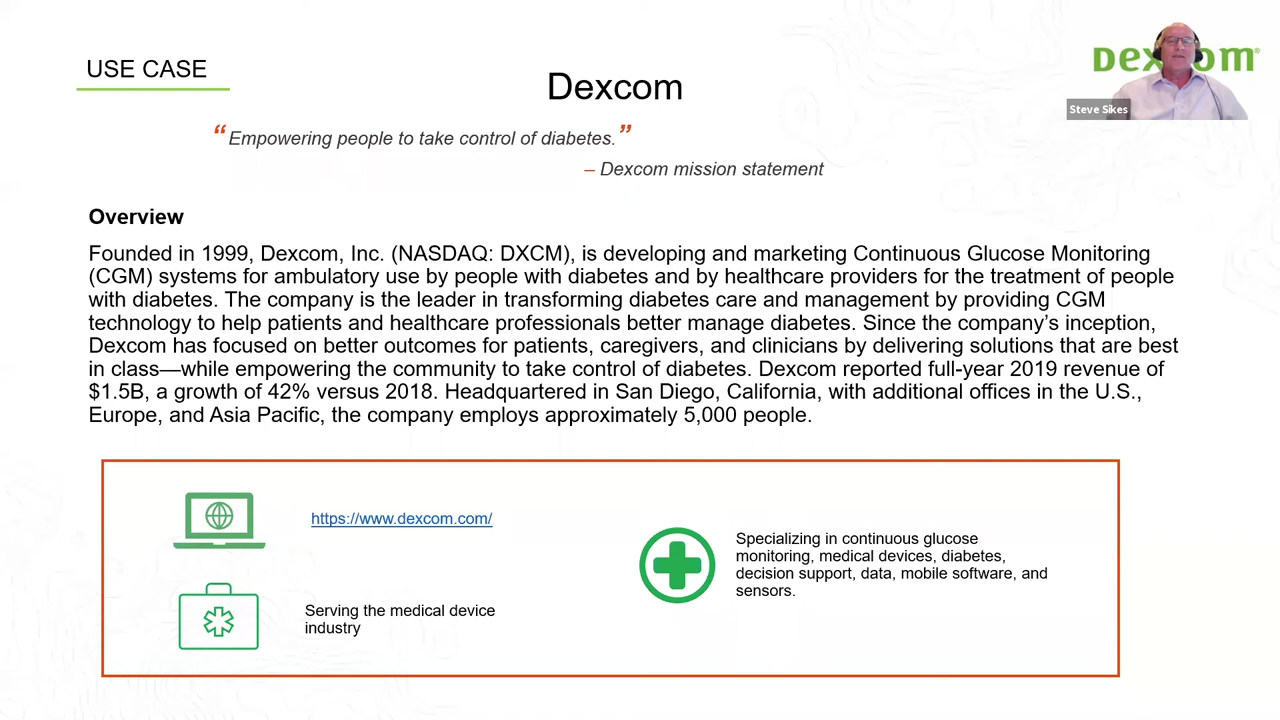 USE CASE
Dexcom
Steve Sikes
“Empowering people to take control of diabetes.”
– Dexcom mission statement
Overview
Founded in 1999, Dexcom, Inc. (NASDAQ: DXCM), is developing and marketing Continuous Glucose Monitoring
(CGM) systems for ambulatory use by people with diabetes and by healthcare providers for the treatment of people
with diabetes. The company is the leader in transforming diabetes care and management by providing CGM
technology to help patients and healthcare professionals better manage diabetes. Since the company’s inception,
Dexcom has focused on better outcomes for patients, caregivers, and clinicians by delivering solutions that are best
in class—while empowering the community to take control of diabetes. Dexcom reported full-year 2019 revenue of
$1.5B, a growth of 42% versus 2018. Headquartered in San Diego, California, with additional offices in the U.S.,
Europe, and Asia Pacific, the company employs approximately 5,000 people.
https://www.dexcom.com/
Serving the medical device
industry
Specializing in continuous glucose
monitoring, medical devices, diabetes,
decision support, data, mobile software, and
sensors.